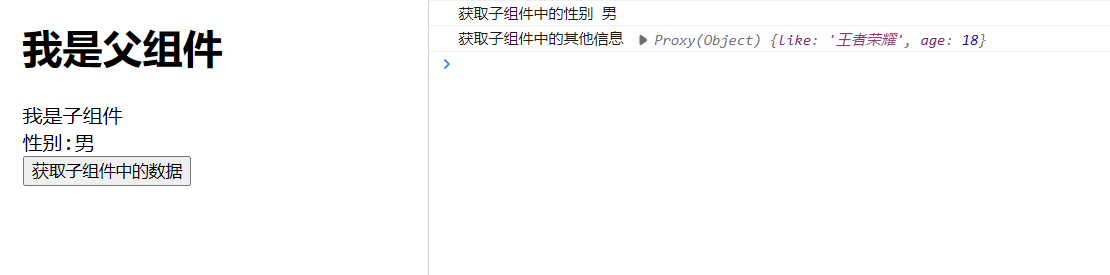 我是父组件
我是子组件
性别:男
获取子组件中的数据
获取子组件中的性别 男
获取子组件中的其他信息 ▶ Proxy(Object) {like: '王者荣耀', age: 18}